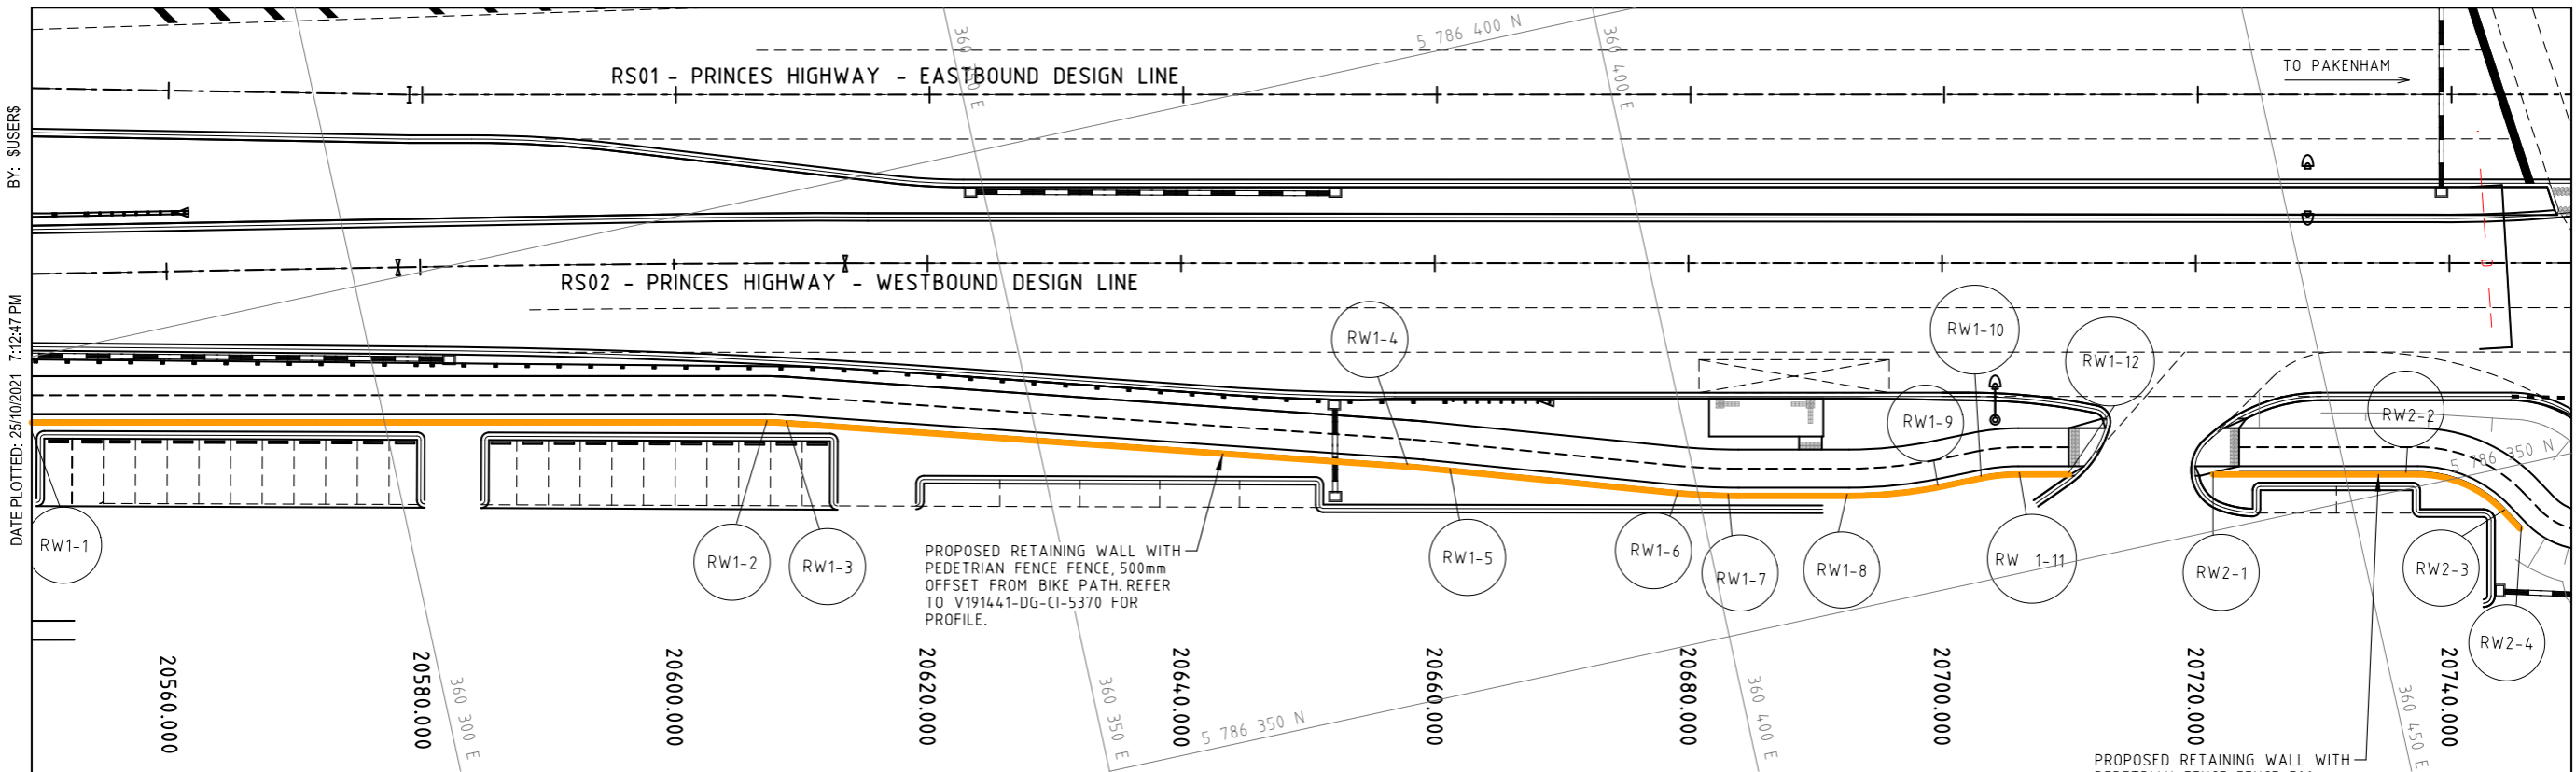 BY: $USER$
DATE PLOTTED: 25/10/2021 7:12:47 PM
RS01 - PRINCES HIGHWAY - EASTBOUND DESIGN LINE
360 350 E
5 786 400 N
360 400 E
TO PAKENHAM
RS02 - PRINCES HIGHWAY - WESTBOUND DESIGN LINE
RW1-4
RW1-10
RW1-12
RW1-9
RW2-2
5 786 350 N
RW1-1
RW1-2
RW1-3
PROPOSED RETAINING WALL WITH
PEDETRIAN FENCE FENCE, 500mm
OFFSET FROM BIKE PATH. REFER
TO V191441-DG-CI-5370 FOR
PROFILE.
RW1-5
RW1-6
RW1-7
RW1-8
RW 1-11
RW2-1
RW2-3
RW2-4
20560.000
20580.000
360 300 E
20600.000
20620.000
360 350 E
20640.000
5 786 350 N
20660.000
20680.000
360 400 E
20700.000
20720.000
360 450 E
20740.000
PROPOSED RETAINING WALL WITH